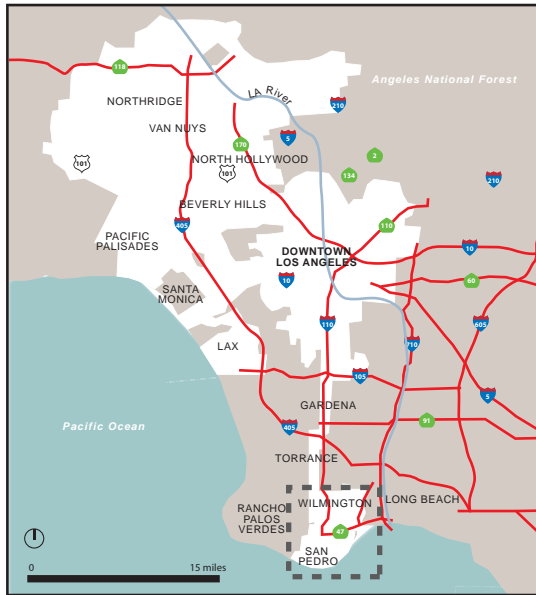 118
Angeles National Forest
LA River
NORTHRIDGE
210
VAN NUYS
5
170
NORTH HOLLYWOOD
2
101
101
134
210
BEVERLY HILLS
405
110
PACIFIC
PALISADES
DOWNTOWN
LOS ANGELES
10
10
60
SANTA
MONICA
110
605
LAX
710
105
5
GARDENA
Pacific Ocean
405
91
TORRANCE
WILMINGTON
LONG BEACH
RANCHO
PALOS
VERDES
47
SAN
PEDRO
0
15 miles